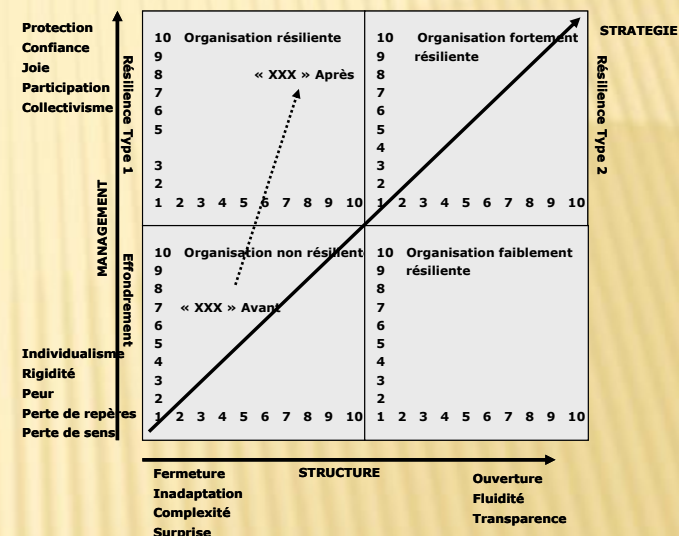 Protection
Confiance
Joie
Participation
Collectivisme
Résilience Type 1
MANAGEMENT
Effondrement
Individualisme
Rigidité
Peur
Perte de repères
Perte de sens
10 Organisation résiliente
9
8 « XXX » Après
7
6
5
3
2
1 2 3 4 5 6 7 8 9 10
10 Organisation fortement
9 résiliente
8
7
6
5
4
3
2
1 2 3 4 5 6 7 8 9 10
STRATEGIE
Résilience Type 2
10 Organisation non résilient
9
8
7 « XXX » Avant
6
5
4
3
2
1 2 3 4 5 6 7 8 9 10
10 Organisation faiblement
9 résiliente
8
7
6
5
4
3
2
1 2 3 4 5 6 7 8 9 10
Fermeture
Inadaptation
Complexité
Surprise
STRUCTURE
Ouverture
Fluidité
Transparence